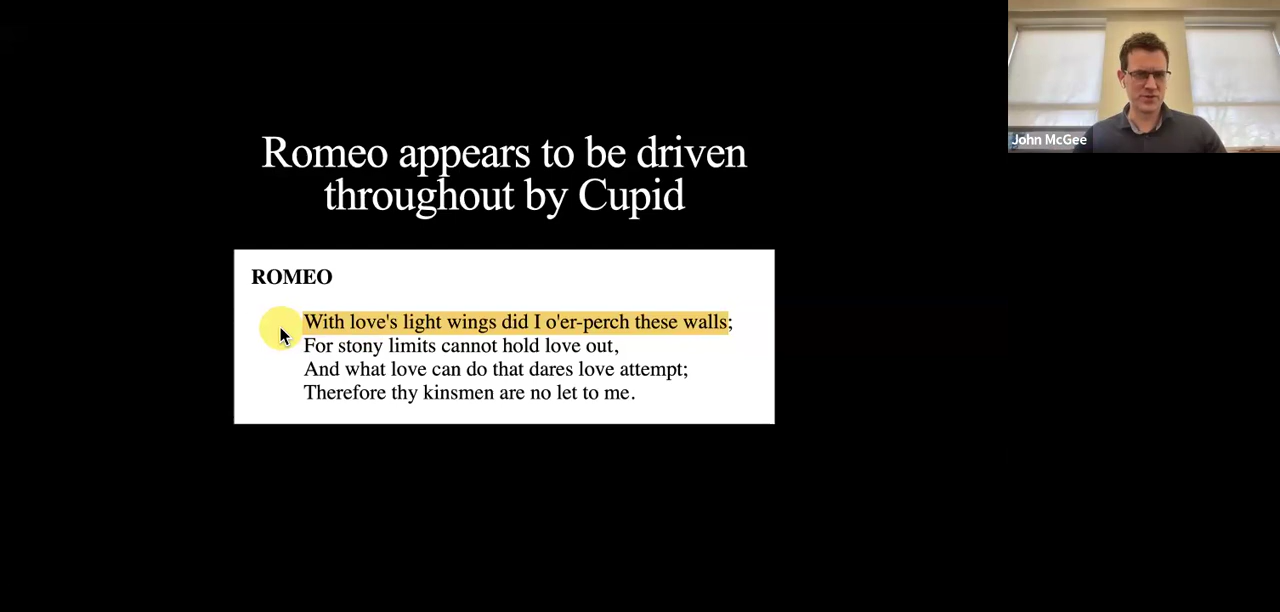 Romeo appears to be driven
throughout by Cupid
ROMEO
With love's light wings did I o'er-perch these walls;
For stony limits cannot hold love out,
And what love can do that dares love attempt;
Therefore thy kinsmen are no let to me.
John McGee